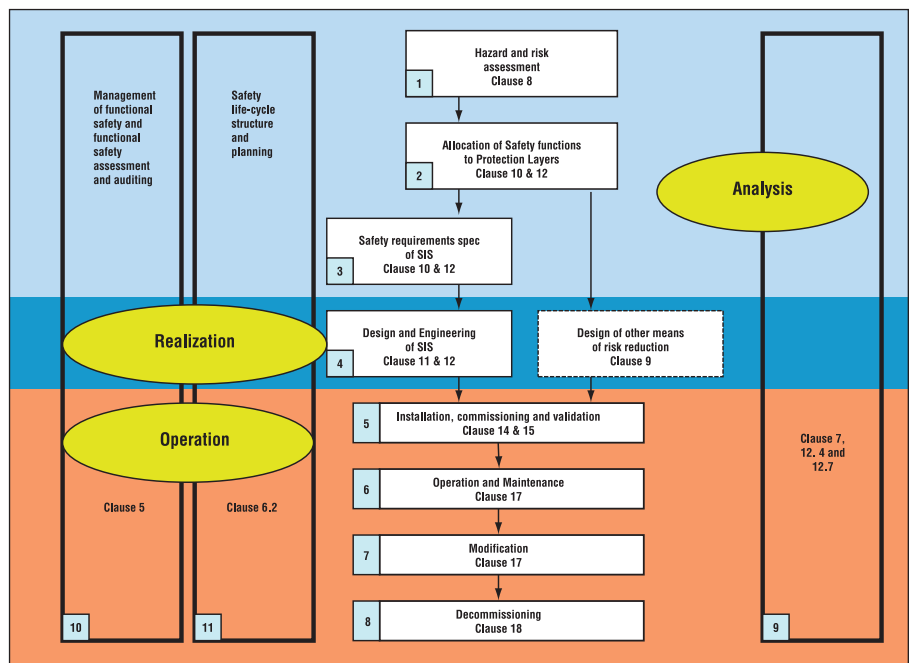 Management
of functional
safety and
functional
safety
assessment
and auditing
Safety
life-cycle
structure
and
planning
Hazard and risk
assessment
Clause 8
1
Allocation of Safety functions
to Protection Layers
Clause 10 & 12
2
Analysis
Safety requirements spec
of SIS
Clause 10 & 12
3
Realization
Design and Engineering
of SIS
Clause 11 & 12
4
Design of other means
of risk reduction
Clause 9
Operation
5
Installation, commissioning and validation
Clause 14 & 15
Clause 7,
12. 4 and
12.7
Clause 5
Clause 6.2
6
Operation and Maintenance
Clause 17
7
Modification
Clause 17
8
Decommissioning
Clause 18
10
11
9